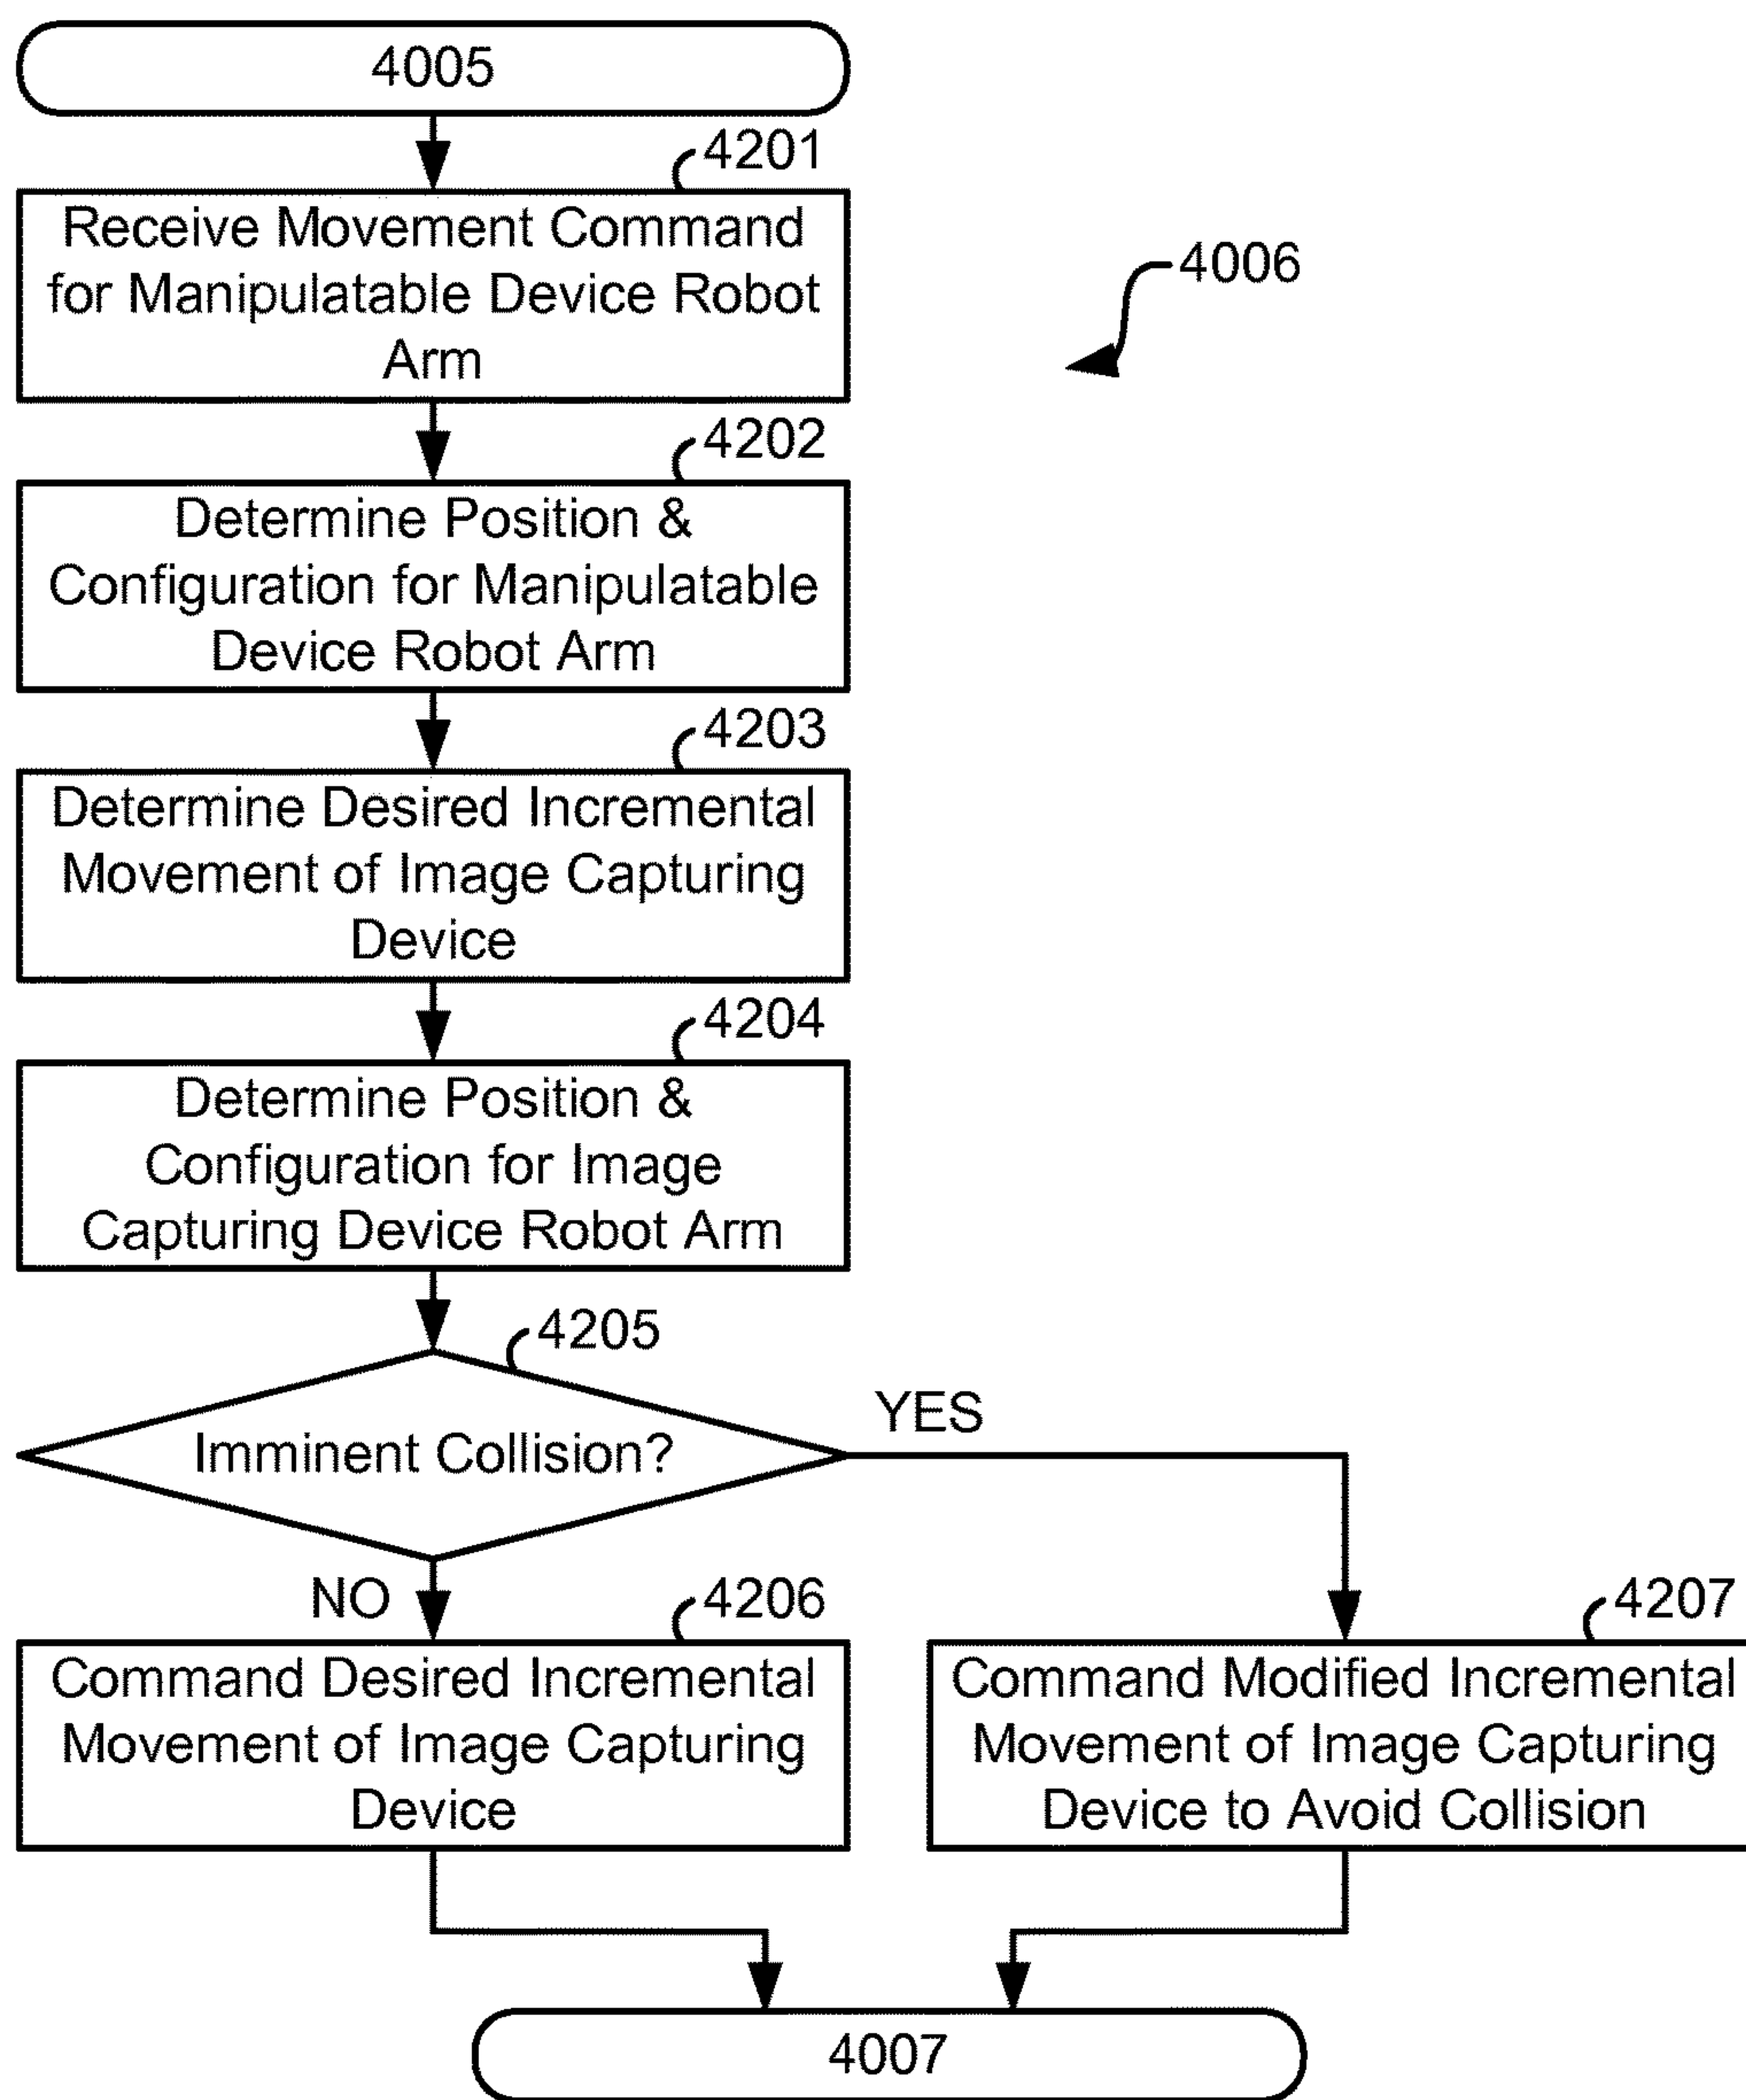 4005
4201
Receive Movement Command
for Manipulatable Device Robot
Arm
4006
4202
Determine Position &
Configuration for Manipulatable
Device Robot Arm
4203
Determine Desired Incremental
Movement of Image Capturing
Device
4204
Determine Position &
Configuration for Image
Capturing Device Robot Arm
4205
Imminent Collision?
YES
NO
4206
Command Desired Incremental
Movement of Image Capturing
Device
4207
Command Modified Incremental
Movement of Image Capturing
Device to Avoid Collision
4007